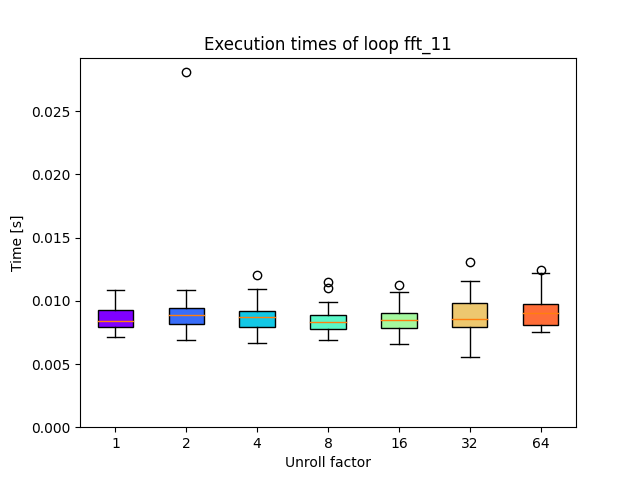 Execution times of loop fft_11
Time [s]
0.025
0.020
0.015
0.010
0.005
0.000
1 2 4 8 16 32 64
Unroll factor